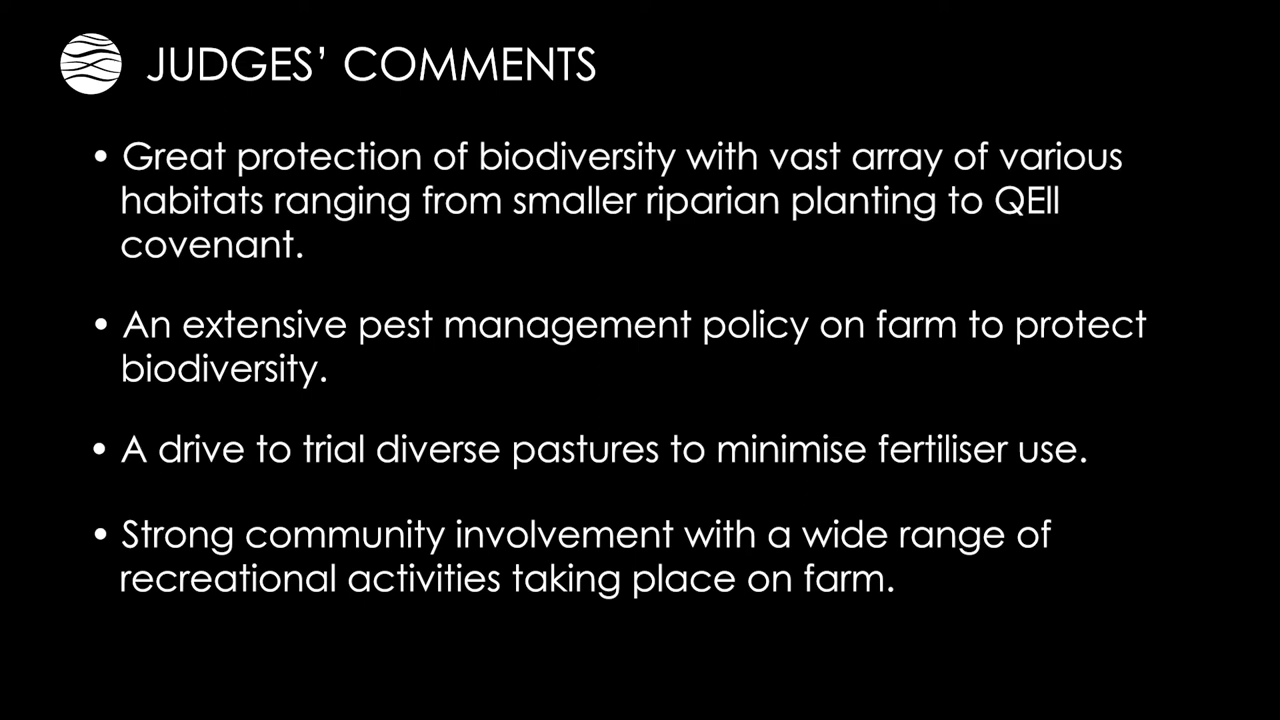 JUDGES’ COMMENTS
• Great protection of biodiversity with vast array of various
habitats ranging from smaller riparian planting to QEll
covenant.
• An extensive pest management policy on farm to protect
biodiversity.
• A drive to trial diverse pastures to minimise fertiliser use.
• Strong community involvement with a wide range of
recreational activities taking place on farm.